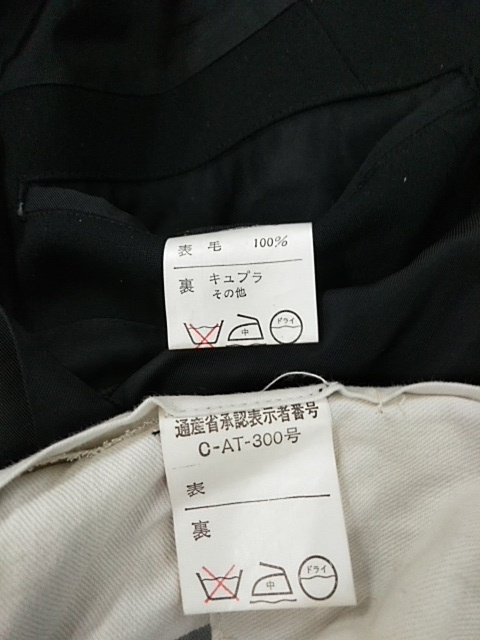 表 毛 100%
裏 キュプラ
その他
中 ドライ
通産省承認表示者番号
C-AT-300号
表
裏
中 ドライ